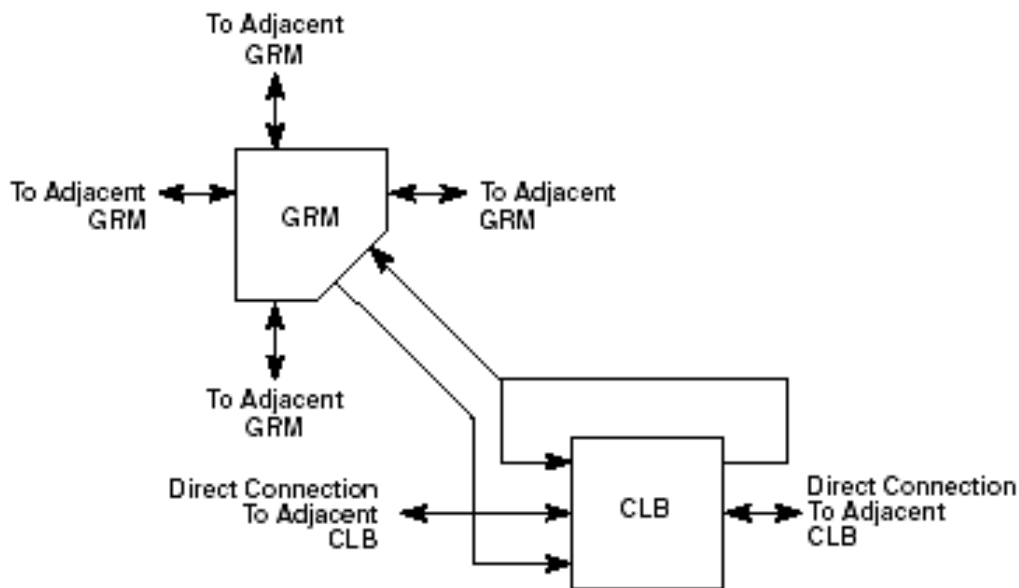 To Adjacent
GRM
To Adjacent
GRM
GRM
To Adjacent
GRM
To Adjacent
GRM
Direct Connection
To Adjacent
CLB
CLB
Direct Connection
To Adjacent
CLB